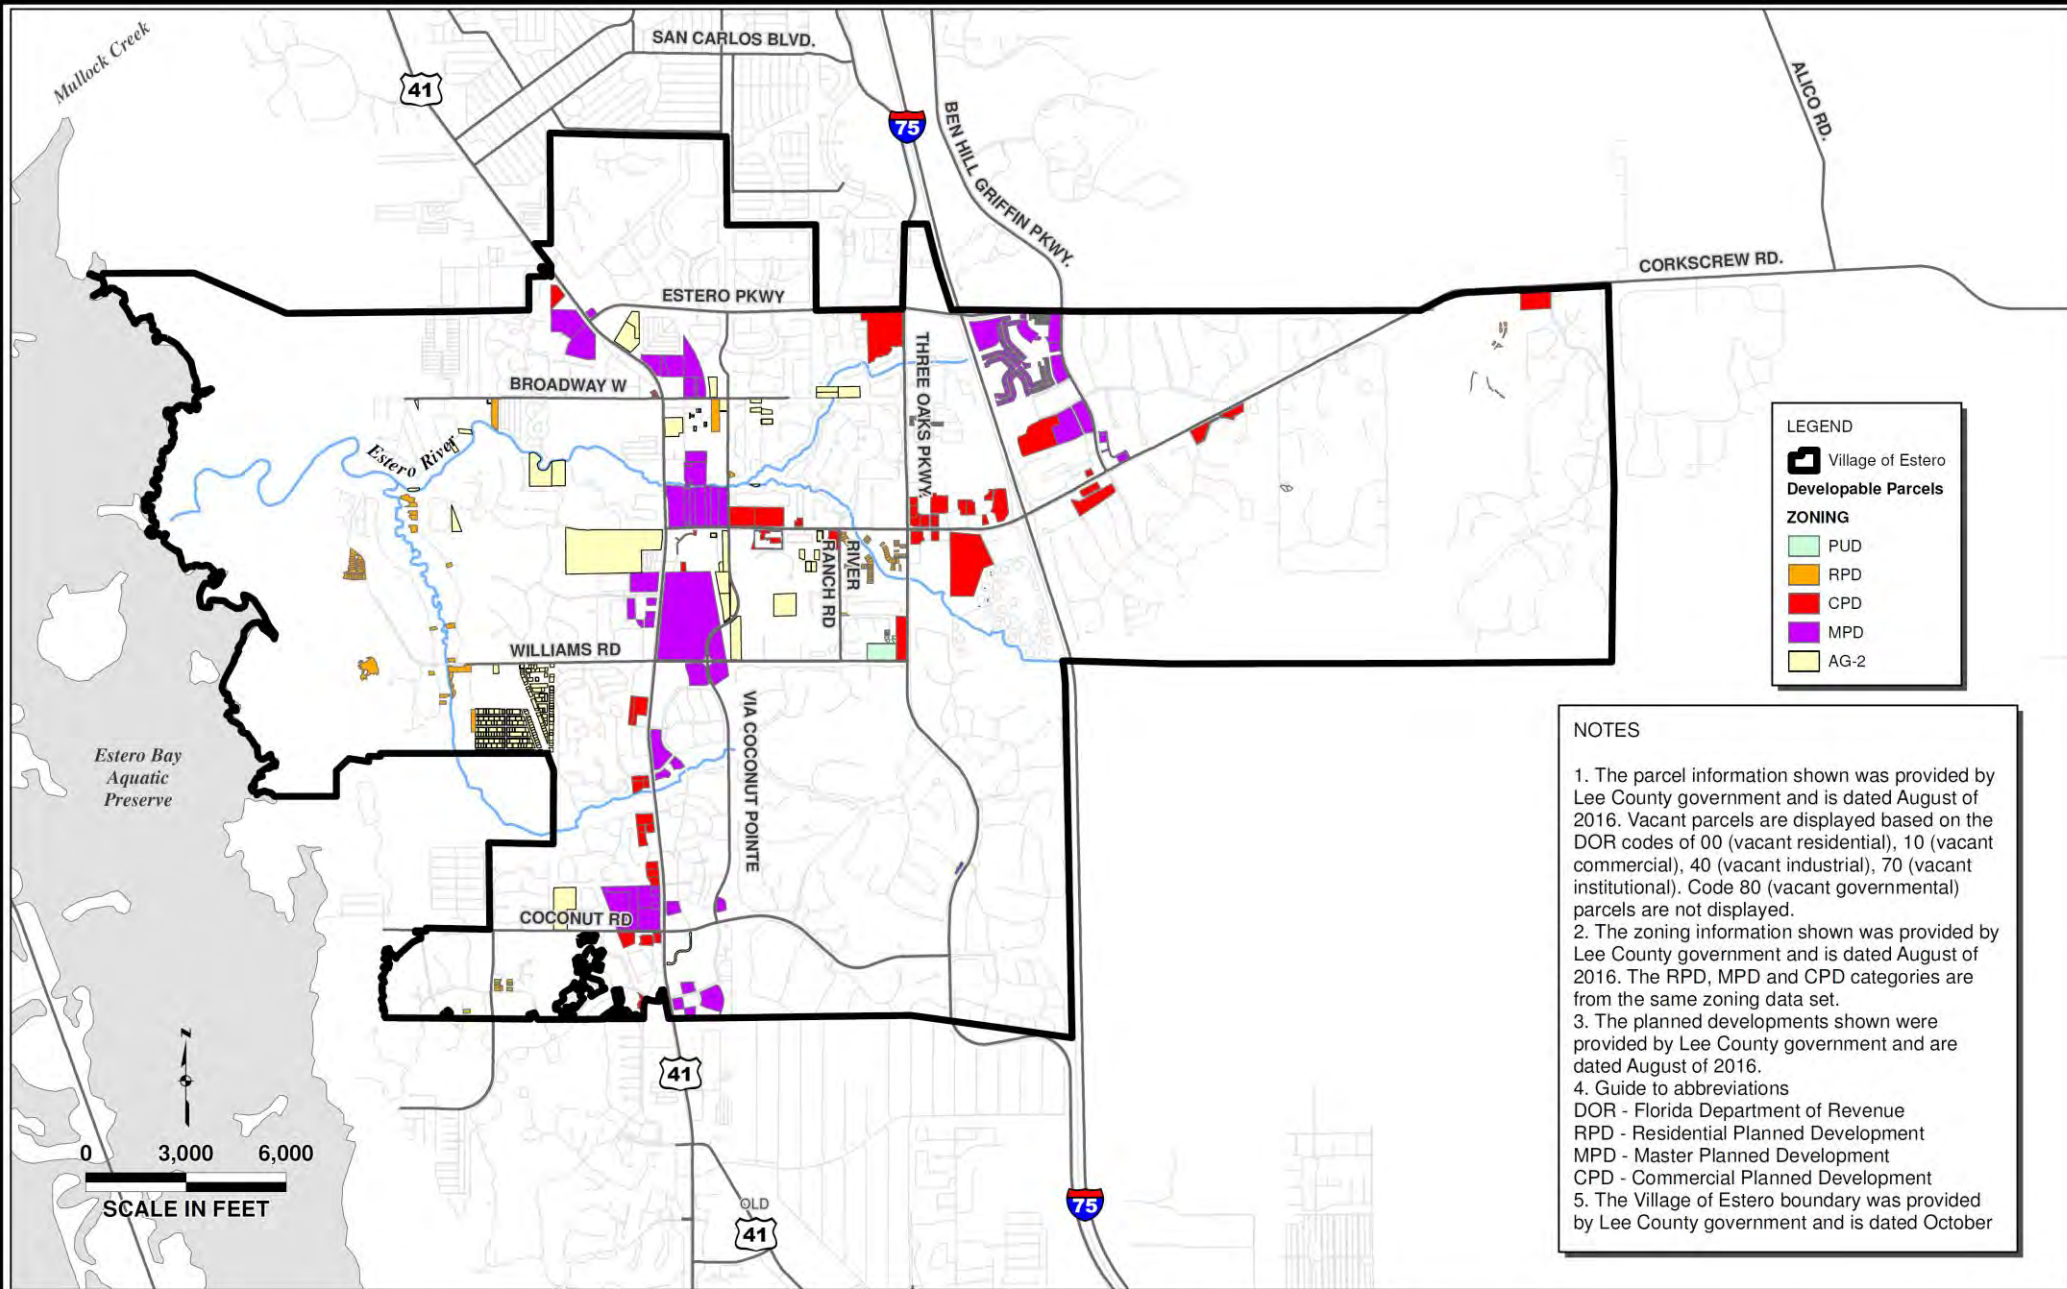 Mullock Creek
SAN CARLOS BLVD.
41
75
BEN HILL GRIFFIN PKWY.
ALICO RD.
CORKSCREW RD.
ESTERO PKWY
BROADWAY W
THREE OAKS PKWY.
Estero River
RIVER
RANCH RD
WILLIAMS RD
VIA COCONUT POINTE
Estero Bay
Aquatic
Preserve
COCONUT RD
N
0 3,000 6,000
SCALE IN FEET
41
OLD
41
75
LEGEND
Village of Estero
Developable Parcels
ZONING
PUD
RPD
CPD
MPD
AG-2
NOTES
1. The parcel information shown was provided by
Lee County government and is dated August of
2016. Vacant parcels are displayed based on the
DOR codes of 00 (vacant residential), 10 (vacant
commercial), 40 (vacant industrial), 70 (vacant
institutional). Code 80 (vacant governmental)
parcels are not displayed.
2. The zoning information shown was provided by
Lee County government and is dated August of
2016. The RPD, MPD and CPD categories are
from the same zoning data set.
3. The planned developments shown were
provided by Lee County government and are
dated August of 2016.
4. Guide to abbreviations
DOR - Florida Department of Revenue
RPD - Residential Planned Development
MPD - Master Planned Development
CPD - Commercial Planned Development
5. The Village of Estero boundary was provided
by Lee County government and is dated October